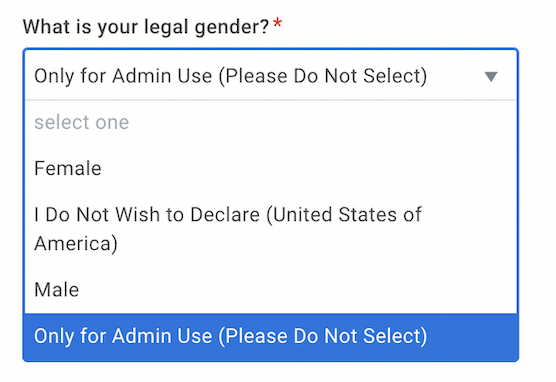 What is your legal gender?*
Only for Admin Use (Please Do Not Select)
select one
Female
I Do Not Wish to Declare (United States of
America)
Male
Only for Admin Use (Please Do Not Select)